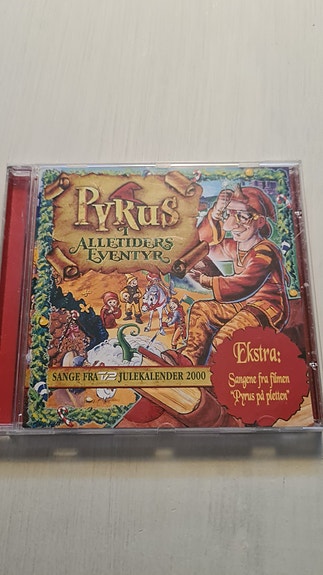 Pyrus
i
Alletiders
Eventyr
Sange fra TV2 Julekalender 2000
Ekstra:
Sangene fra filmen
"Pyrus på pletten"